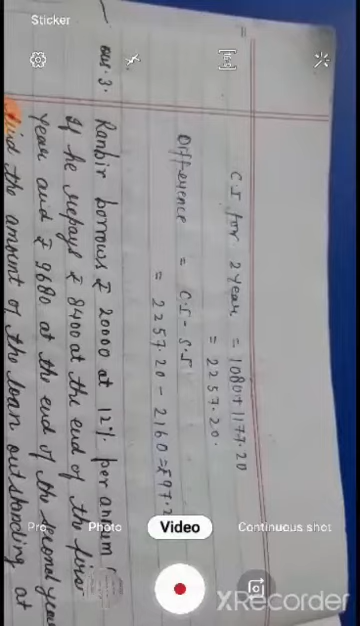 Sticker
C.I for 2 year = 1080+1177.20
= 2257.20.
Difference = C.I - S.I
= 2257.20 - 2160 = ₹97.2
Ques.3. Ranbir borrows ₹ 20000 at 12% per annum
If he repays ₹ 8400 at the end of the first
year and ₹ 9680 at the end of the second year
the amount of the loan outstanding at
Pro Photo Video Continuous shot
XRecorder